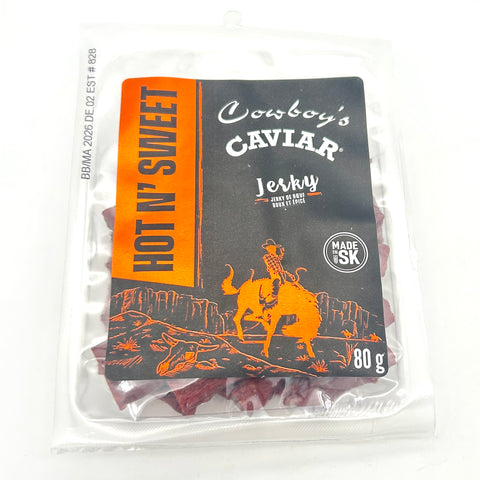 BB/MA 2026 DE.02 EST # 828
HOT N' SWEET
Cowboy's
CAVIAR®
Jerky
JERKY DE BŒUF
DOUX ET ÉPICÉ
MADE
IN
SK
80 g